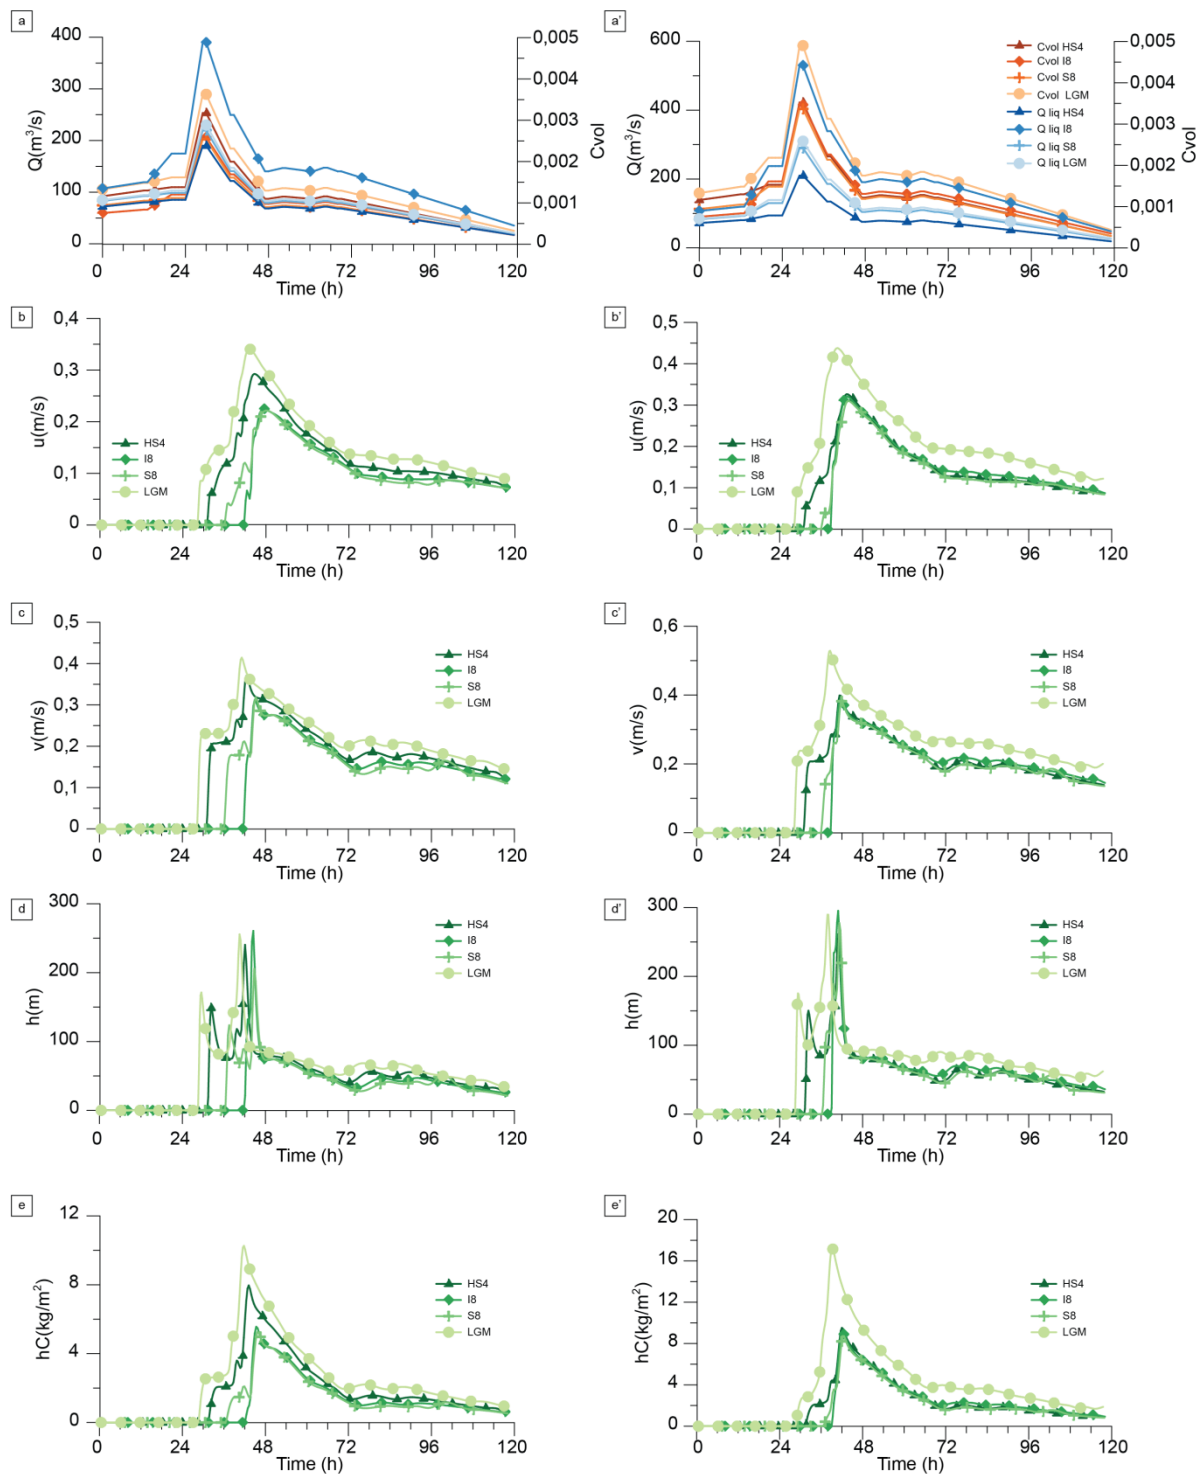 a
400
300
200
100
0
Q(m³/s)
0,005
0,004
0,003
0,002
0,001
0
Cvol
0 24 48 72 96 120
Time (h)
a'
600
400
200
0
Q(m³/s)
Cvol HS4
Cvol I8
Cvol S8
Cvol LGM
Q liq HS4
Q liq I8
Q liq S8
Q liq LGM
0,005
0,004
0,003
0,002
0,001
0
Cvol
0 24 48 72 96 120
Time (h)
b
0,4
0,3
0,2
0,1
0
u(m/s)
HS4
I8
S8
LGM
0 24 48 72 96 120
Time (h)
b'
0,5
0,4
0,3
0,2
0,1
0
u(m/s)
HS4
I8
S8
LGM
0 24 48 72 96 120
Time (h)
c
0,5
0,4
0,3
0,2
0,1
0
v(m/s)
HS4
I8
S8
LGM
0 24 48 72 96 120
Time (h)
c'
0,6
0,4
0,2
0
v(m/s)
HS4
I8
S8
LGM
0 24 48 72 96 120
Time (h)
d
300
200
100
0
h(m)
HS4
I8
S8
LGM
0 24 48 72 96 120
Time (h)
d'
300
200
100
0
h(m)
HS4
I8
S8
LGM
0 24 48 72 96 120
Time (h)
e
12
8
4
0
hC(kg/m²)
HS4
I8
S8
LGM
0 24 48 72 96 120
Time (h)
e'
20
16
12
8
4
0
hC(kg/m²)
HS4
I8
S8
LGM
0 24 48 72 96 120
Time (h)